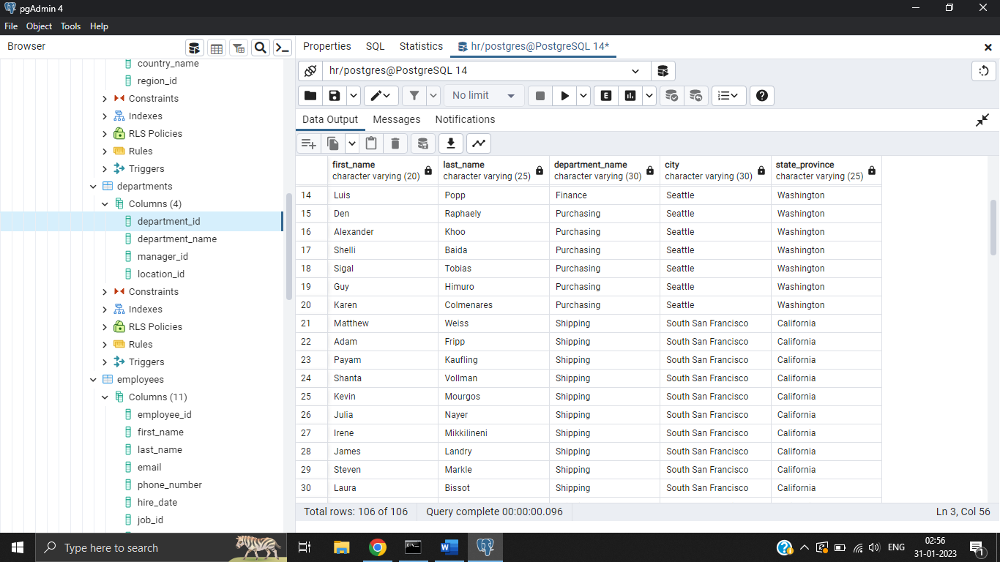 pgAdmin 4
File Object Tools Help
Browser
country_name
region_id
Constraints
Indexes
RLS Policies
Rules
Triggers
departments
Columns (4)
department_id
department_name
manager_id
location_id
Constraints
Indexes
RLS Policies
Rules
Triggers
employees
Columns (11)
employee_id
first_name
last_name
email
phone_number
hire_date
job_id
Properties SQL Statistics hr/postgres@PostgreSQL 14*
hr/postgres@PostgreSQL 14
No limit E
Data Output Messages Notifications
first_name last_name department_name city state_province
character varying (20) character varying (25) character varying (30) character varying (30) character varying (25)
14 Luis Popp Finance Seattle Washington
15 Den Raphaely Purchasing Seattle Washington
16 Alexander Khoo Purchasing Seattle Washington
17 Shelli Baida Purchasing Seattle Washington
18 Sigal Tobias Purchasing Seattle Washington
19 Guy Himuro Purchasing Seattle Washington
20 Karen Colmenares Purchasing Seattle Washington
21 Matthew Weiss Shipping South San Francisco California
22 Adam Fripp Shipping South San Francisco California
23 Payam Kaufling Shipping South San Francisco California
24 Shanta Vollman Shipping South San Francisco California
25 Kevin Mourgos Shipping South San Francisco California
26 Julia Nayer Shipping South San Francisco California
27 Irene Mikkilineni Shipping South San Francisco California
28 James Landry Shipping South San Francisco California
29 Steven Markle Shipping South San Francisco California
30 Laura Bissot Shipping South San Francisco California
Total rows: 106 of 106 Query complete 00:00:00.096 Ln 3, Col 56
Type here to search
ENG 02:56
31-01-2023
1